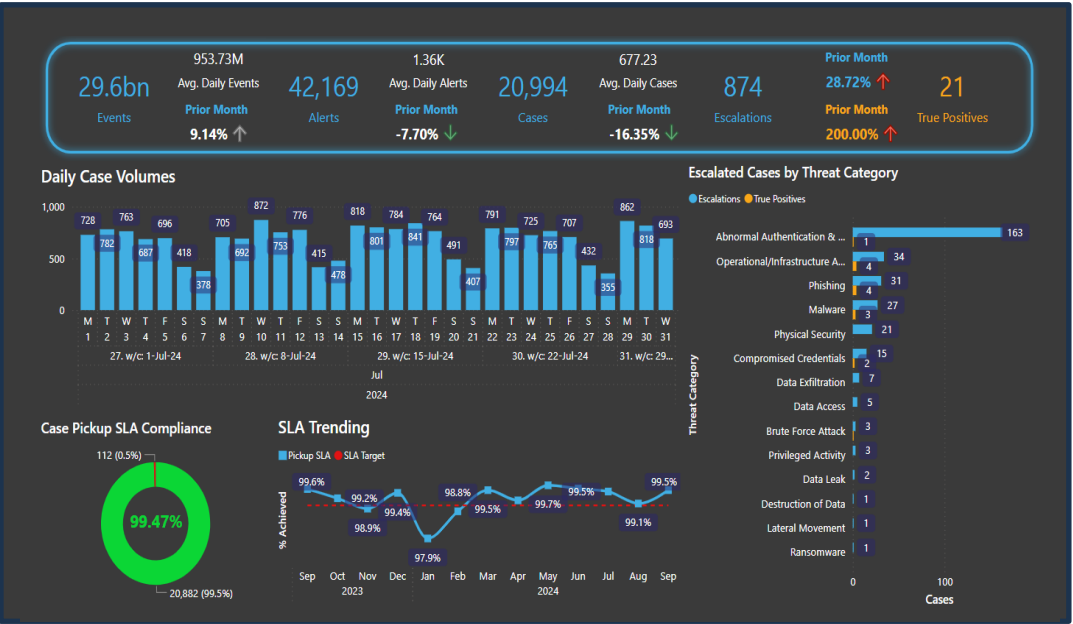 953.73M
1.36K
677.23
Prior Month
29.6bn
Avg. Daily Events
42,169
Avg. Daily Alerts
20,994
Avg. Daily Cases
874
28.72%
21
Events
Prior Month
Alerts
Prior Month
Cases
Prior Month
Escalations
Prior Month
True Positives
9.14%
-7.70%
-16.35%
200.00%
Daily Case Volumes
1,000
500
0
728 782 763 687 696 418 378 705 692 872 753 776 415 478 818 801 784 841 764 491 407 791 797 725 765 707 432 355 862 818 693
M T W T F S S M T W T F S S M T W T F S S M T W T F S S M T W
1 2 3 4 5 6 7 8 9 10 11 12 13 14 15 16 17 18 19 20 21 22 23 24 25 26 27 28 29 30 31
27. w/c: 1-Jul-24 28. w/c: 8-Jul-24 29. w/c: 15-Jul-24 30. w/c: 22-Jul-24 31. w/c: 29...
Jul
2024
Escalated Cases by Threat Category
Escalations True Positives
Threat Category
Abnormal Authentication & ... 163 1
Operational/Infrastructure A... 34 4
Phishing 31 4
Malware 27 3
Physical Security 21
Compromised Credentials 15 2
Data Exfiltration 7
Data Access 5
Brute Force Attack 3
Privileged Activity 3
Data Leak 2
Destruction of Data 1
Lateral Movement 1
Ransomware 1
0 100
Cases
Case Pickup SLA Compliance
112 (0.5%)
99.47%
20,882 (99.5%)
SLA Trending
Pickup SLA SLA Target
% Achieved
99.6% 99.2% 98.9% 99.4% 97.9% 98.8% 99.5% 99.7% 99.5% 99.1% 99.5%
Sep Oct Nov Dec Jan Feb Mar Apr May Jun Jul Aug Sep
2023 2024